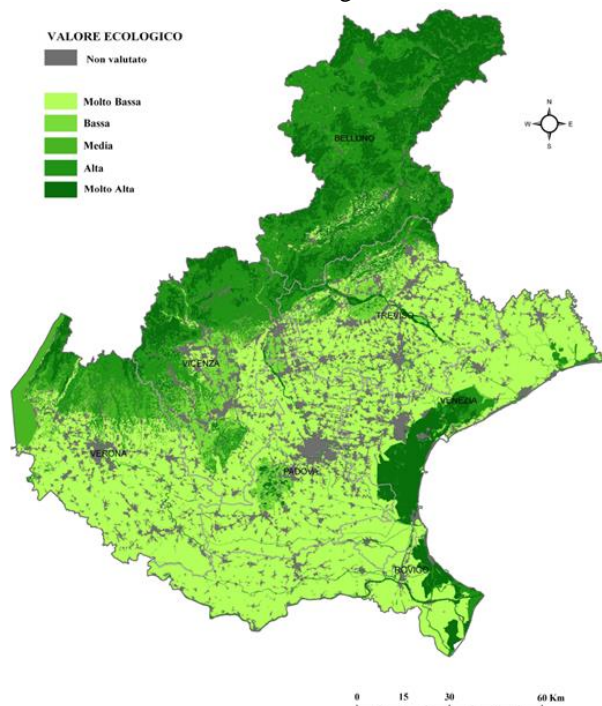 VALORE ECOLOGICO
Non valutato
Molto Bassa
Bassa
Media
Alta
Molto Alta
N
W E
S
BELLUNO
TREVISO
VICENZA
VENEZIA
VERONA
PADOVA
ROVIGO
0 15 30 60 Km